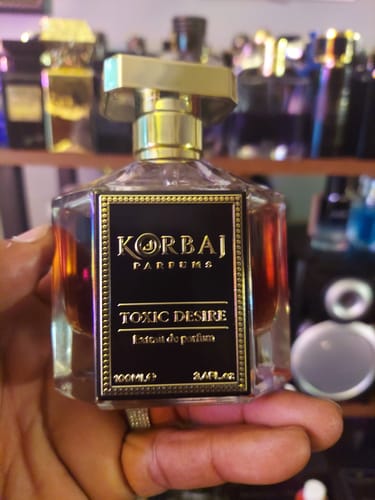 KORBAJ
PARFUMS
TOXIC DESIRE
Extrait de parfum
100ML℮ 3.4FL.oz